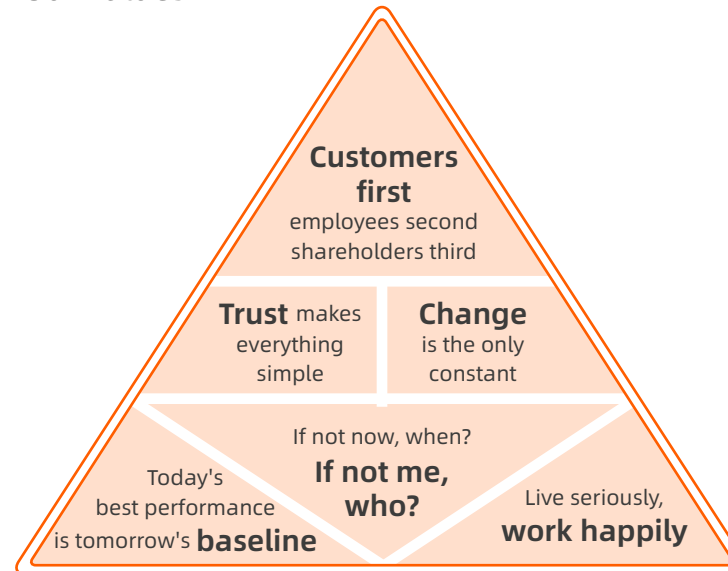 Customers
first
employees second
shareholders third
Trust makes
everything
simple
Change
is the only
constant
If not now, when?
If not me,
who?
Today's
best performance
is tomorrow's baseline
Live seriously,
work happily